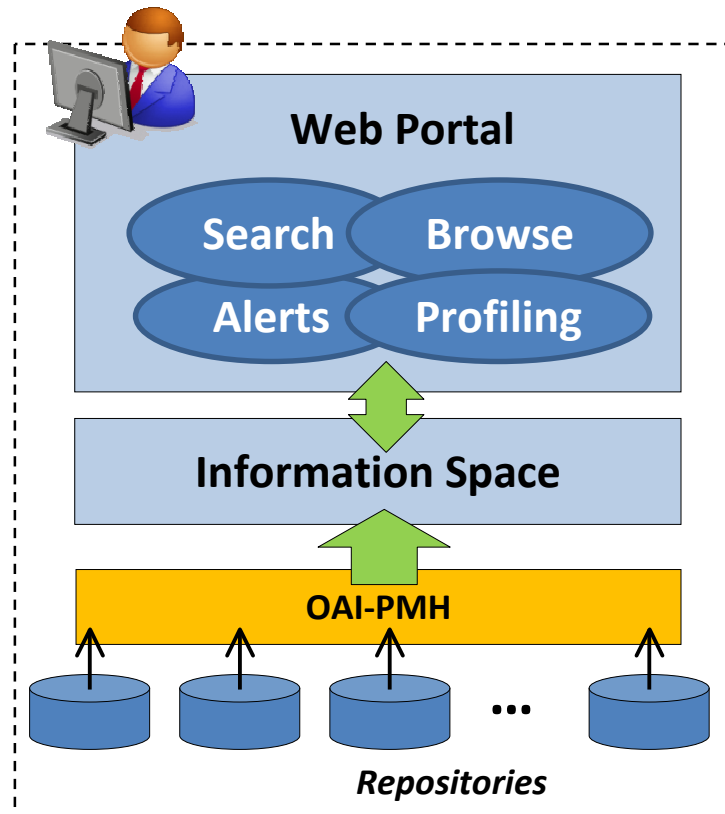 Web Portal
Search Browse
Alerts Profiling
Information Space
OAI-PMH
...
Repositories